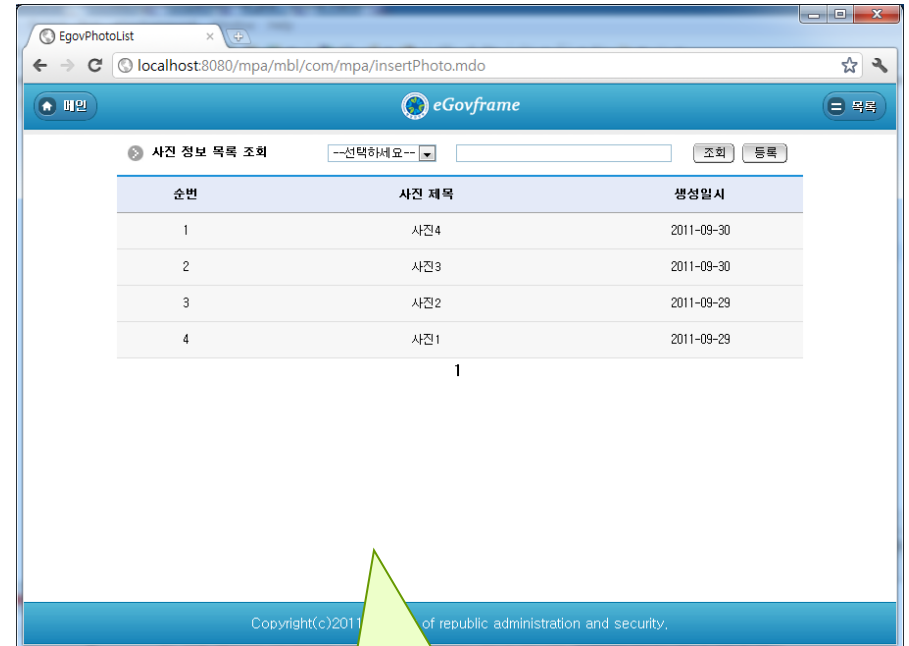 EgovPhotoList
localhost:8080/mpa/mbl/com/mpa/insertPhoto.mdo
메인 eGovframe 목록
사진 정보 목록 조회 --선택하세요-- 조회 등록
순번 사진 제목 생성일시
1 사진4 2011-09-30
2 사진3 2011-09-30
3 사진2 2011-09-29
4 사진1 2011-09-29
1
Copyright(c)2011 of republic administration and security.